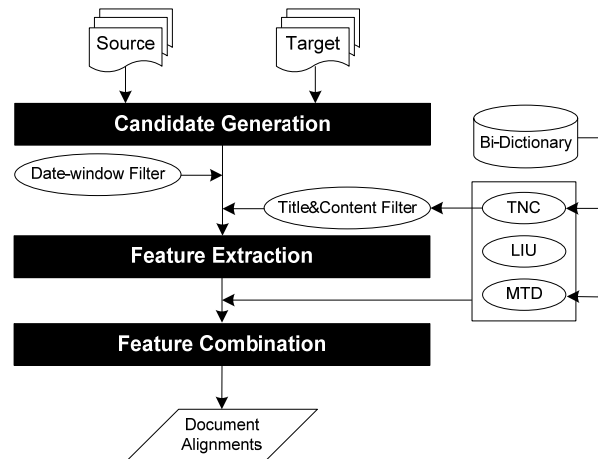 Source
Target
Candidate Generation
Bi-Dictionary
Date-window Filter
Title&Content Filter
TNC
Feature Extraction
LIU
MTD
Feature Combination
Document
Alignments